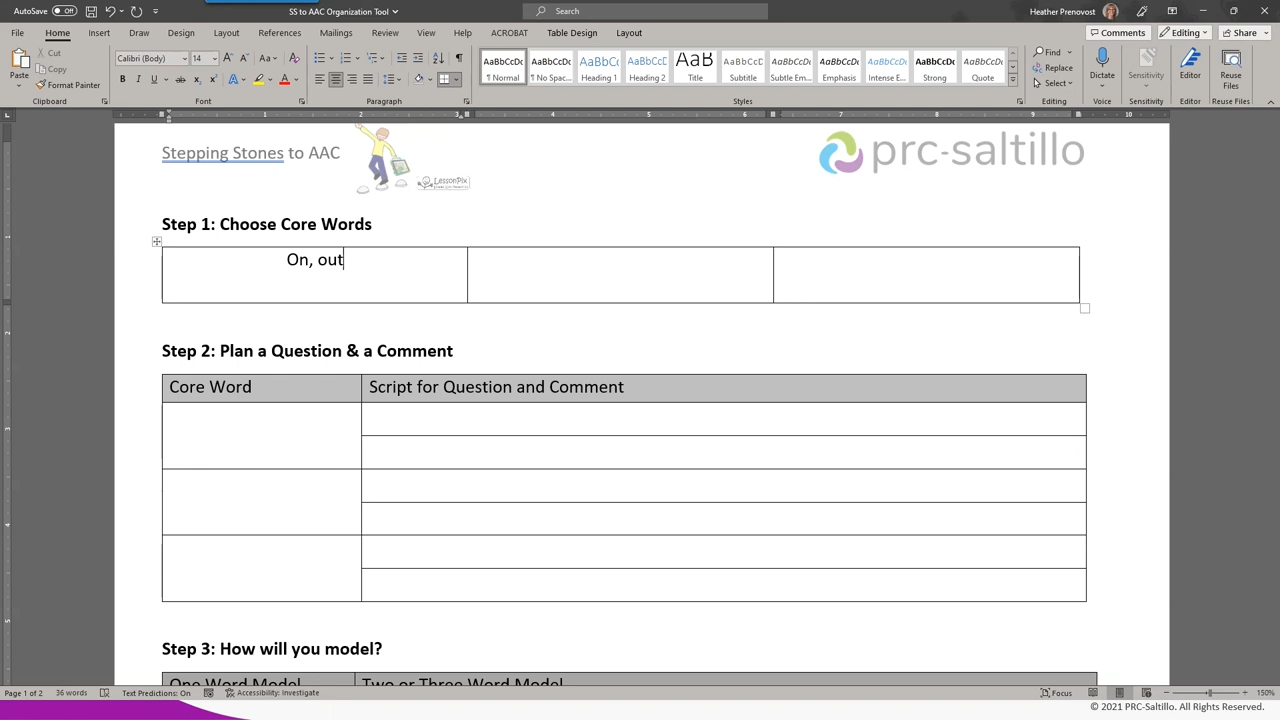 AutoSave Off SS to AAC Organization Tool Search Heather Prenovost
File Home Insert Draw Design Layout References Mailings Review View Help ACROBAT Table Design Layout Comments Editing Share
Paste Cut Copy Format Painter Clipboard
Calibri (Body) 14 Font
Paragraph
AaBbCcDc ¶ Normal
AaBbCcDc ¶ No Spac...
AaBbCc Heading 1
AaBbCcD Heading 2
AaB Title
AaBbCcD Subtitle
AaBbCcDc Subtle Em...
AaBbCcDc Emphasis
AaBbCcDc Intense E...
AaBbCcDc Strong
AaBbCcDc Quote
Styles
Find Replace Select Editing
Dictate Voice
Sensitivity Sensitivity
Editor Editor
Reuse Files Reuse Files
Stepping Stones to AAC
LessonPix
prc-saltillo
Step 1: Choose Core Words
On, out
Step 2: Plan a Question & a Comment
Core Word Script for Question and Comment
Step 3: How will you model?
One Word Model Two or Three Word Model
Page 1 of 2 36 words Text Predictions: On Accessibility: Investigate Focus 150%
© 2021 PRC-Saltillo. All Rights Reserved.